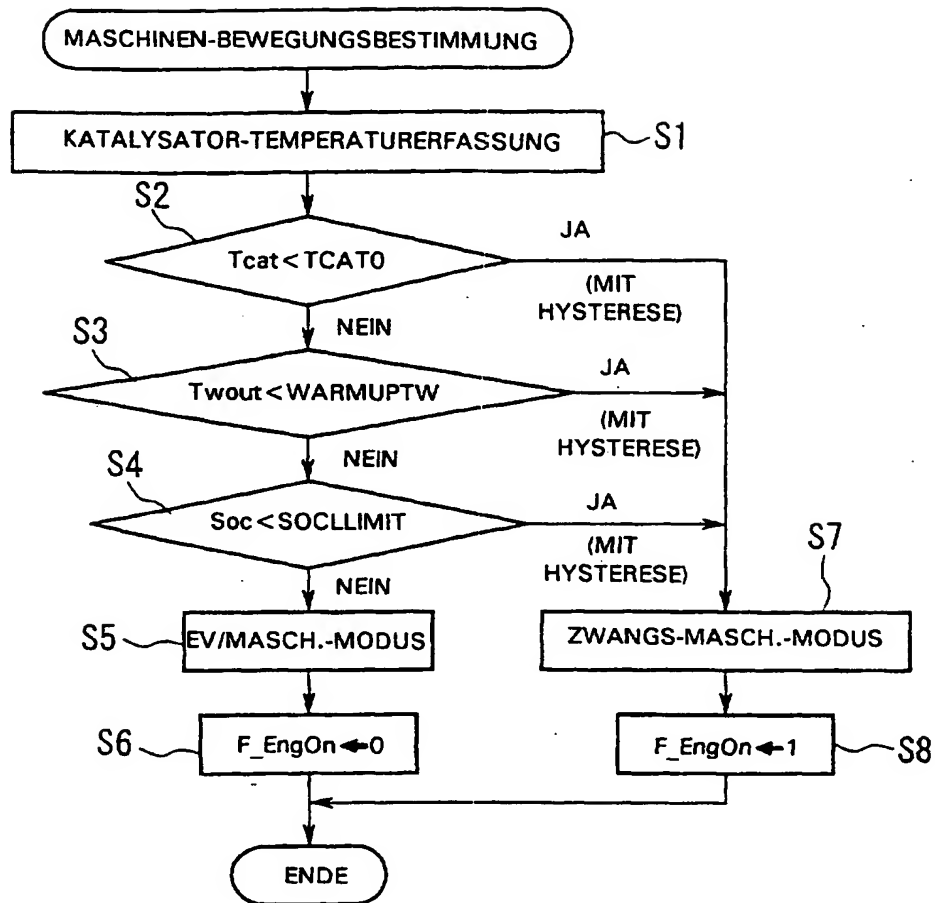 MASCHINEN-BEWEGUNGSBESTIMMUNG
KATALYSATOR-TEMPERATURERFASSUNG
S1
S2
Tcat<TCAT0
JA
(MIT
HYSTERESE)
NEIN
S3
Twout<WARMUPTW
JA
(MIT
HYSTERESE)
NEIN
S4
Soc<SOCLLIMIT
JA
(MIT
HYSTERESE)
NEIN
S7
S5
EV/MASCH.-MODUS
ZWANGS-MASCH.-MODUS
S6
F_EngOn←0
F_EngOn←1
S8
ENDE